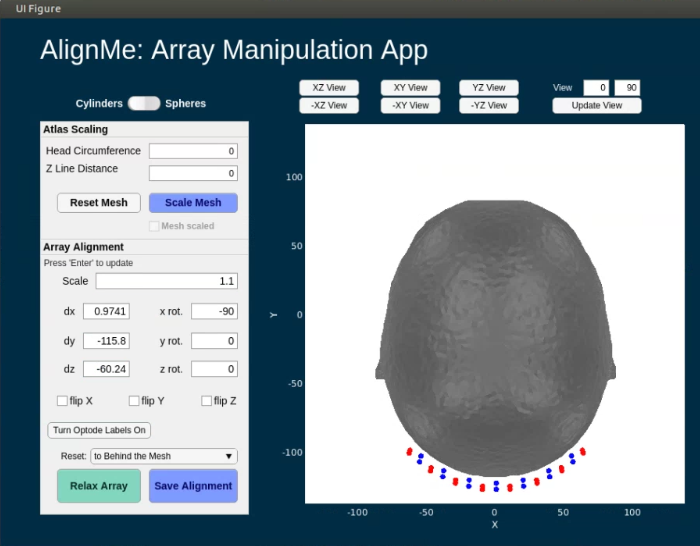 UI Figure
AlignMe: Array Manipulation App
XZ View XY View YZ View View 0 90
-XZ View -XY View -YZ View Update View
Cylinders Spheres
Atlas Scaling
Head Circumference 0
Z Line Distance 0
Reset Mesh Scale Mesh
Mesh scaled
Array Alignment
Press 'Enter' to update
Scale 1.1
dx 0.9741 x rot. -90
dy -115.8 y rot. 0
dz -60.24 z rot. 0
flip X flip Y flip Z
Turn Optode Labels On
Reset: to Behind the Mesh
Relax Array Save Alignment
100
50
0
-50
-100
Y
-100 -50 0 50 100
X